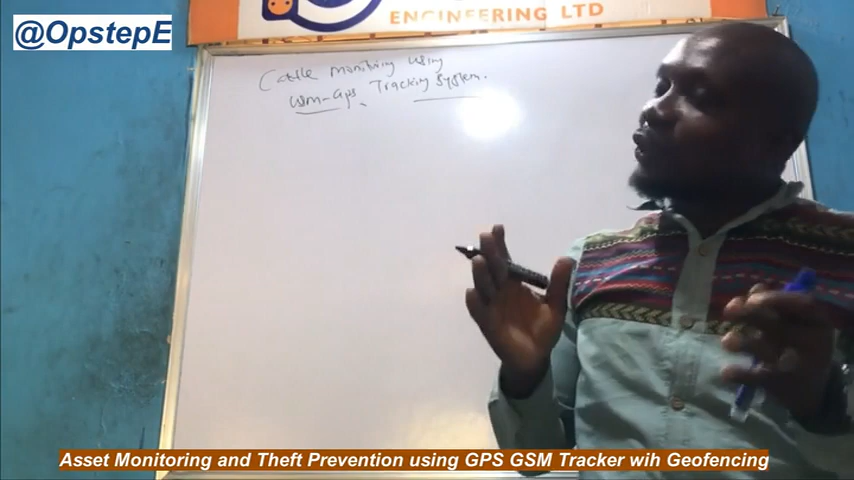 ENGINEERING LTD
@OpstepE
Cattle monitoring using
GSM-GPS Tracking System.
Asset Monitoring and Theft Prevention using GPS GSM Tracker wih Geofencing